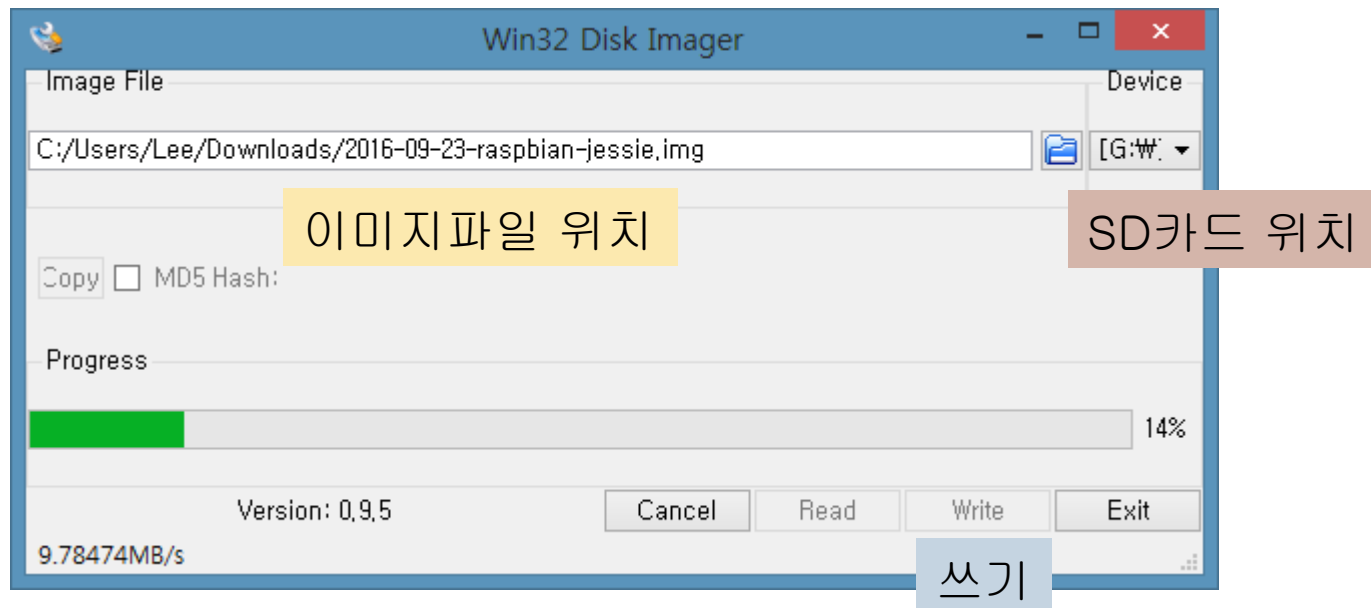 Win32 Disk Imager
Image File
Device
C:/Users/Lee/Downloads/2016-09-23-raspbian-jessie.img
[G:₩]
이미지파일 위치
SD카드 위치
Copy MD5 Hash:
Progress
14%
Version: 0.9.5
Cancel
Read
Write
Exit
9.78474MB/s
쓰기